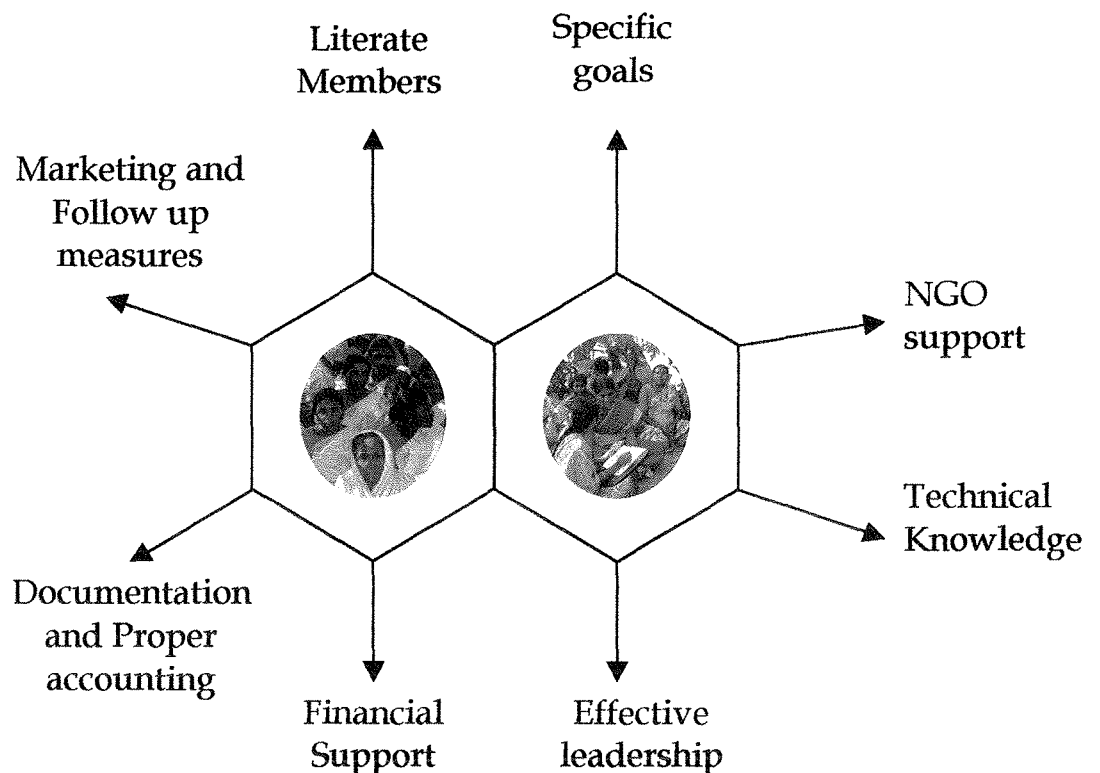 Literate
Members
Specific
goals
Marketing and
Follow up
measures
NGO
support
Technical
Knowledge
Documentation
and Proper
accounting
Financial
Support
Effective
leadership